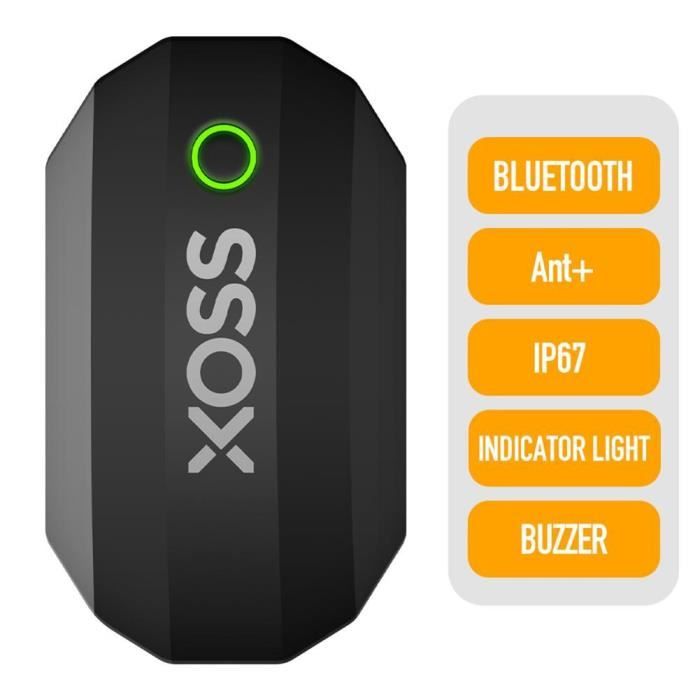 XOSS
BLUETOOTH
Ant+
IP67
INDICATOR LIGHT
BUZZER